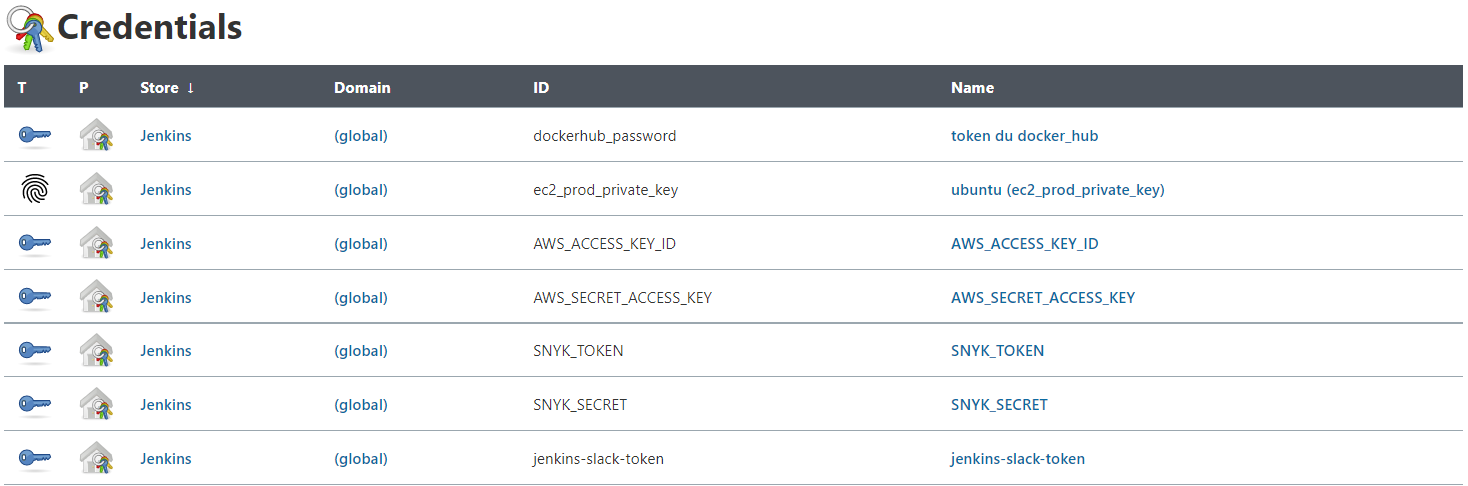 Credentials
T P Store ↓ Domain ID Name
Jenkins (global) dockerhub_password token du docker_hub
Jenkins (global) ec2_prod_private_key ubuntu (ec2_prod_private_key)
Jenkins (global) AWS_ACCESS_KEY_ID AWS_ACCESS_KEY_ID
Jenkins (global) AWS_SECRET_ACCESS_KEY AWS_SECRET_ACCESS_KEY
Jenkins (global) SNYK_TOKEN SNYK_TOKEN
Jenkins (global) SNYK_SECRET SNYK_SECRET
Jenkins (global) jenkins-slack-token jenkins-slack-token